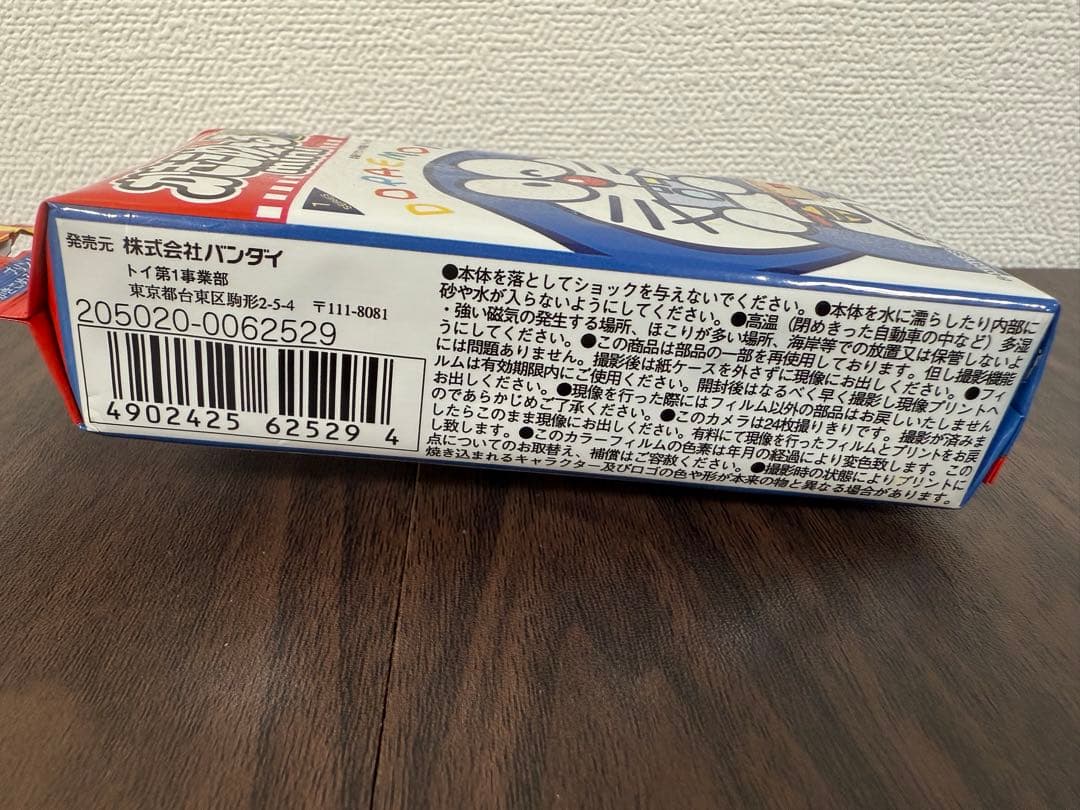 DORAEMO
発売元 株式会社バンダイ
トイ第1事業部
東京都台東区駒形2-5-4 〒111-8081
205020-0062529
4902425 625294
●本体を落としてショックを与えないでください。●本体を水に濡らしたり内部に
砂や水が入らないようにしてください。●高温（閉めきった自動車の中など）多湿
・強い磁気の発生する場所、ほこりが多い場所、海岸等での放置又は保管しないよ
うにしてください。●この商品は部品の一部を再使用しております。但し撮影機能
には問題ありません。撮影後は紙ケースを外さずに現像にお出しください。●フィ
ルムは有効期限内にご使用ください。開封後はなるべく早く撮影し現像プリントへ
お出しください。●現像を行った際にはフィルム以外の部品はお戻しいたしません
のであらかじめご了承ください。●このカメラは24枚撮りきりです。撮影が済みま
したらこのまま現像にお出しください。有料にて現像を行ったフィルムとプリントをお戻
し致します。●このカラーフィルムの色素は年月の経過により変色致します。この
点についてのお取替え、補償はご容赦ください。●撮影時の状態によりプリントに
焼き込まれるキャラクター及びロゴの色や形が本来の物と異なる場合があります。